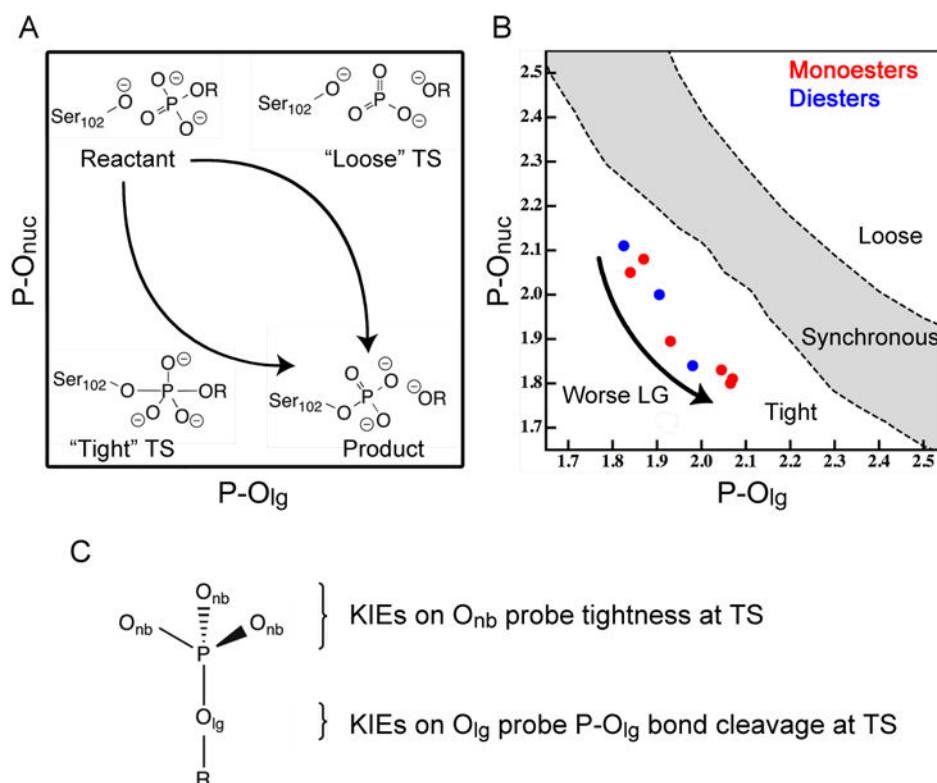 A
P-Onuc
Ser102 O ⊖ O ⊖ P OR O O ⊖
Reactant
Ser102 O ⊖ O P O O ⊖ ⊖ OR
“Loose” TS
Ser102 O O ⊖ P OR O ⊖ O ⊖
“Tight” TS
Ser102 O O P O ⊖ O ⊖ ⊖ OR
Product
P-Olg
B
Monoesters
Diesters
P-Onuc
2.5
2.4
2.3
2.2
2.1
2.0
1.9
1.8
1.7
Loose
Synchronous
Worse LG
Tight
1.7 1.8 1.9 2.0 2.1 2.2 2.3 2.4 2.5
P-Olg
C
Onb
Onb Onb
P
Olg
R
KIEs on Onb probe tightness at TS
KIEs on Olg probe P-Olg bond cleavage at TS